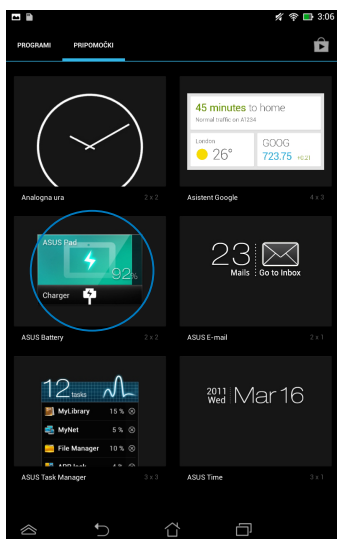 3:06
PROGRAMI PRIPOMOČKI
45 minutes to home
Normal traffic on A1234
London
26°
GOOG
723.75 +0.21
Analogna ura 2 x 2
Asistent Google 4 x 3
ASUS Pad
92%
Charger
23
Mails
Go to Inbox
ASUS Battery 2 x 2
ASUS E-mail 2 x 1
12 tasks
MyLibrary 15 %
MyNet 5 %
File Manager 10 %
2011
Wed
Mar 16
ASUS Task Manager 3 x 3
ASUS Time 3 x 1